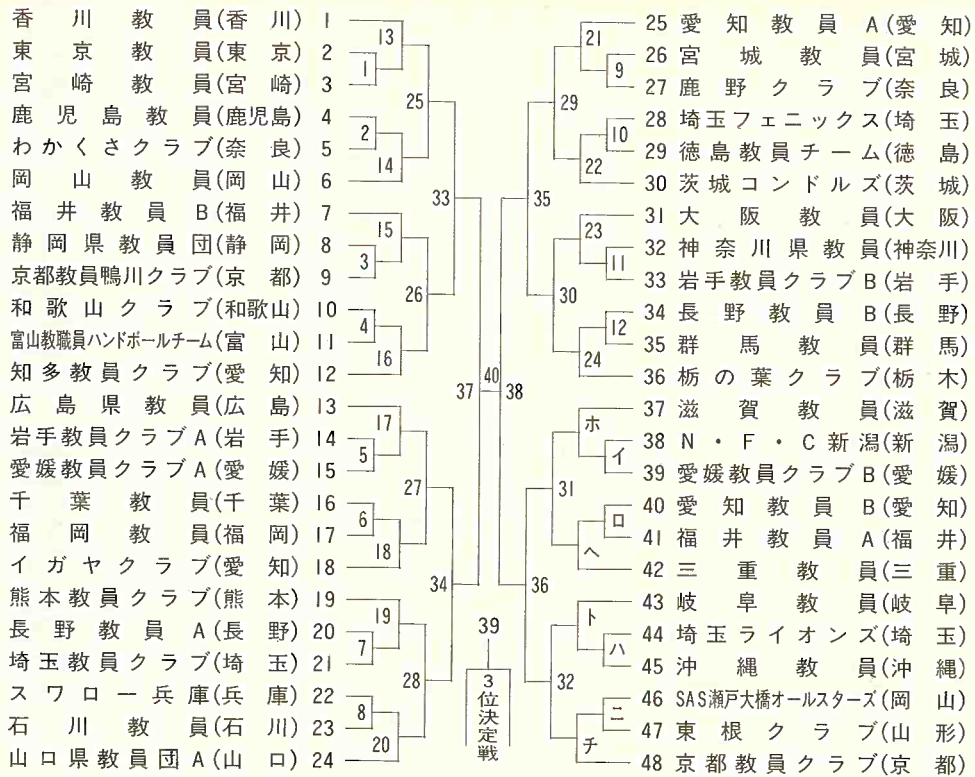 香川教員(香川) 1
東京教員(東京) 2
宮崎教員(宮崎) 3
鹿児島教員(鹿児島) 4
わかくさクラブ(奈良) 5
岡山教員(岡山) 6
福井教員B(福井) 7
静岡県教員団(静岡) 8
京都教員鴨川クラブ(京都) 9
和歌山クラブ(和歌山) 10
富山教職員ハンドボールチーム(富山) 11
知多教員クラブ(愛知) 12
広島県教員(広島) 13
岩手教員クラブA(岩手) 14
愛媛教員クラブA(愛媛) 15
千葉教員(千葉) 16
福岡教員(福岡) 17
イガヤクラブ(愛知) 18
熊本教員クラブ(熊本) 19
長野教員A(長野) 20
埼玉教員クラブ(埼玉) 21
スワロー兵庫(兵庫) 22
石川教員(石川) 23
山口県教員団A(山口) 24
13
1
2
14
15
3
4
16
17
5
6
18
19
7
8
20
25
26
27
28
33
34
37
40
38
39
3位決定戦
35
36
29
30
31
32
21
9
10
22
23
11
12
24
ホ
イ
ロ
ヘ
ト
ハ
ニ
チ
25 愛知教員A(愛知)
26 宮城教員(宮城)
27 鹿野クラブ(奈良)
28 埼玉フェニックス(埼玉)
29 徳島教員チーム(徳島)
30 茨城コンドルズ(茨城)
31 大阪教員(大阪)
32 神奈川県教員(神奈川)
33 岩手教員クラブB(岩手)
34 長野教員B(長野)
35 群馬教員(群馬)
36 栃の葉クラブ(栃木)
37 滋賀教員(滋賀)
38 N・F・C新潟(新潟)
39 愛媛教員クラブB(愛媛)
40 愛知教員B(愛知)
41 福井教員A(福井)
42 三重教員(三重)
43 岐阜教員(岐阜)
44 埼玉ライオンズ(埼玉)
45 沖縄教員(沖縄)
46 SAS瀬戸大橋オールスターズ(岡山)
47 東根クラブ(山形)
48 京都教員クラブ(京都)